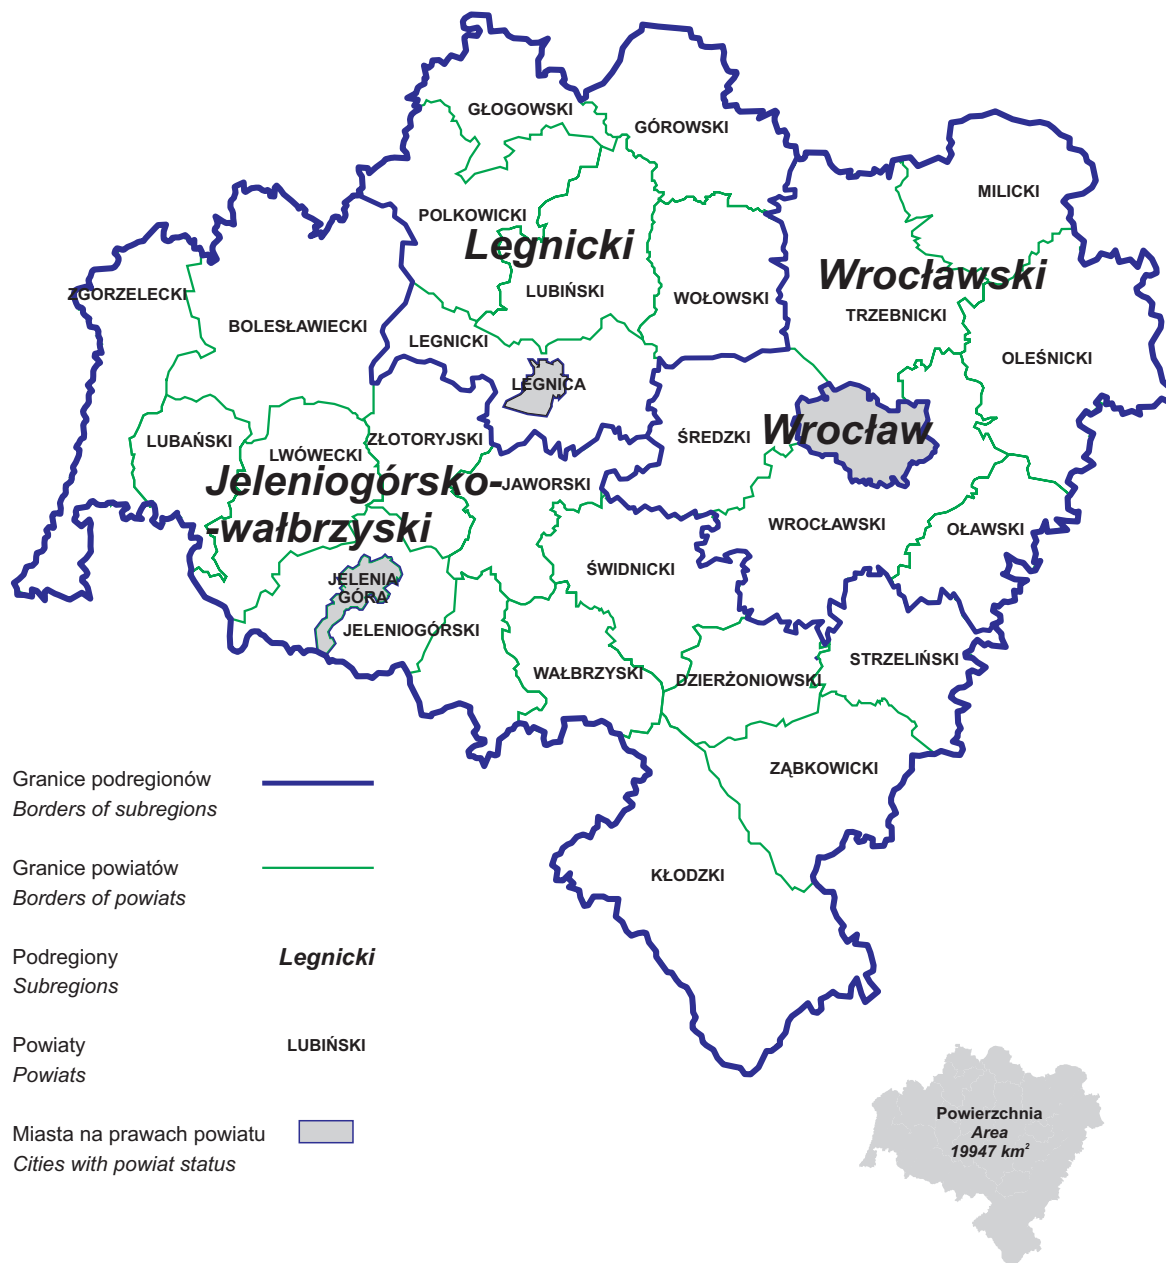 GŁOGOWSKI
GÓROWSKI
MILICKI
POLKOWICKI
Legnicki
Wrocławski
ZGORZELECKI
LUBIŃSKI
WOŁOWSKI
TRZEBNICKI
BOLESŁAWIECKI
LEGNICKI
OLEŚNICKI
LEGNICA
LUBAŃSKI
LWÓWECKI
ZŁOTORYJSKI
ŚREDZKI
Wrocław
Jeleniogórsko-
-wałbrzyski
JAWORSKI
WROCŁAWSKI
OŁAWSKI
ŚWIDNICKI
JELENIA
GÓRA
JELENIOGÓRSKI
WAŁBRZYSKI
DZIERŻONIOWSKI
STRZELIŃSKI
ZĄBKOWICKI
KŁODZKI
Granice podregionów
Borders of subregions
Granice powiatów
Borders of powiats
Podregiony
Subregions
Legnicki
Powiaty
Powiats
LUBIŃSKI
Miasta na prawach powiatu
Cities with powiat status
Powierzchnia
Area
19947 km²